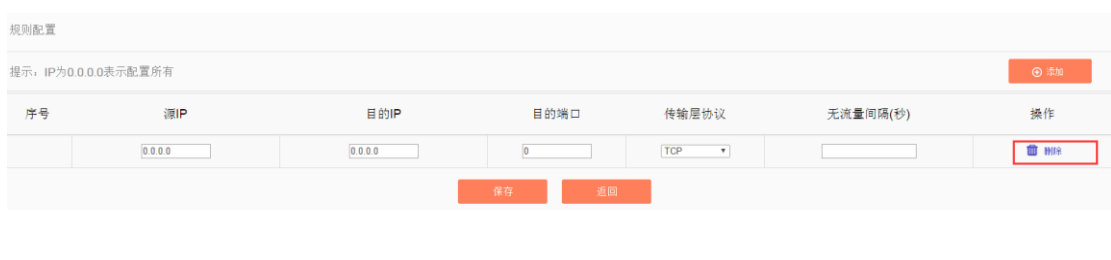 规则配置
提示：IP为0.0.0.0表示配置所有 添加
序号 源IP 目的IP 目的端口 传输层协议 无流量间隔(秒) 操作
0.0.0.0 0.0.0.0 0 TCP 删除
保存 返回